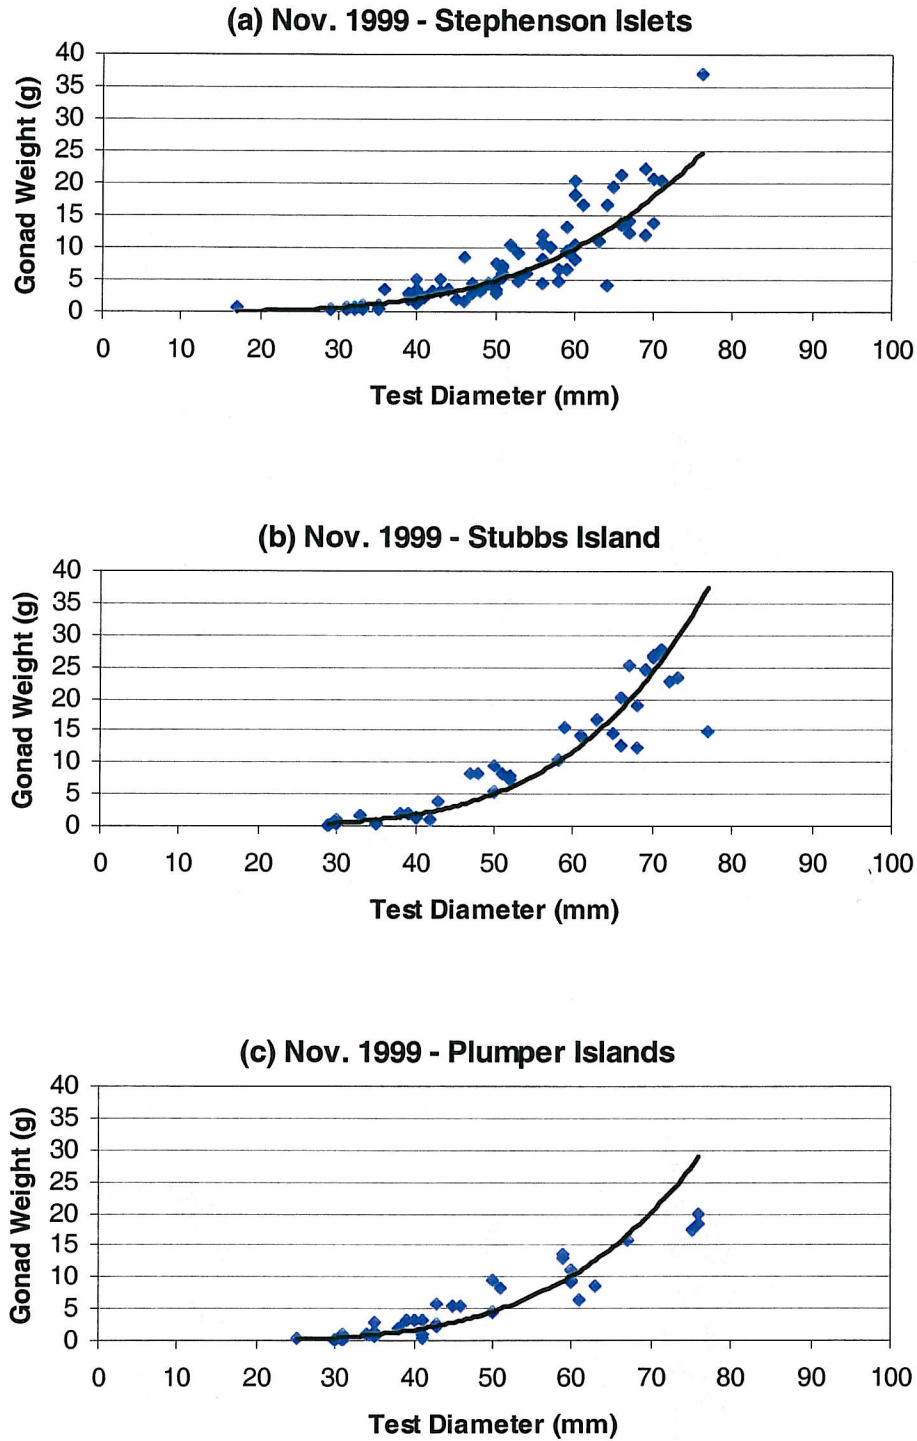 (a) Nov. 1999 - Stephenson Islets
40
35
30
25
20
15
10
5
0
Gonad Weight (g)
0 10 20 30 40 50 60 70 80 90 100
Test Diameter (mm)
(b) Nov. 1999 - Stubbs Island
40
35
30
25
20
15
10
5
0
Gonad Weight (g)
0 10 20 30 40 50 60 70 80 90 100
Test Diameter (mm)
(c) Nov. 1999 - Plumper Islands
40
35
30
25
20
15
10
5
0
Gonad Weight (g)
0 10 20 30 40 50 60 70 80 90 100
Test Diameter (mm)